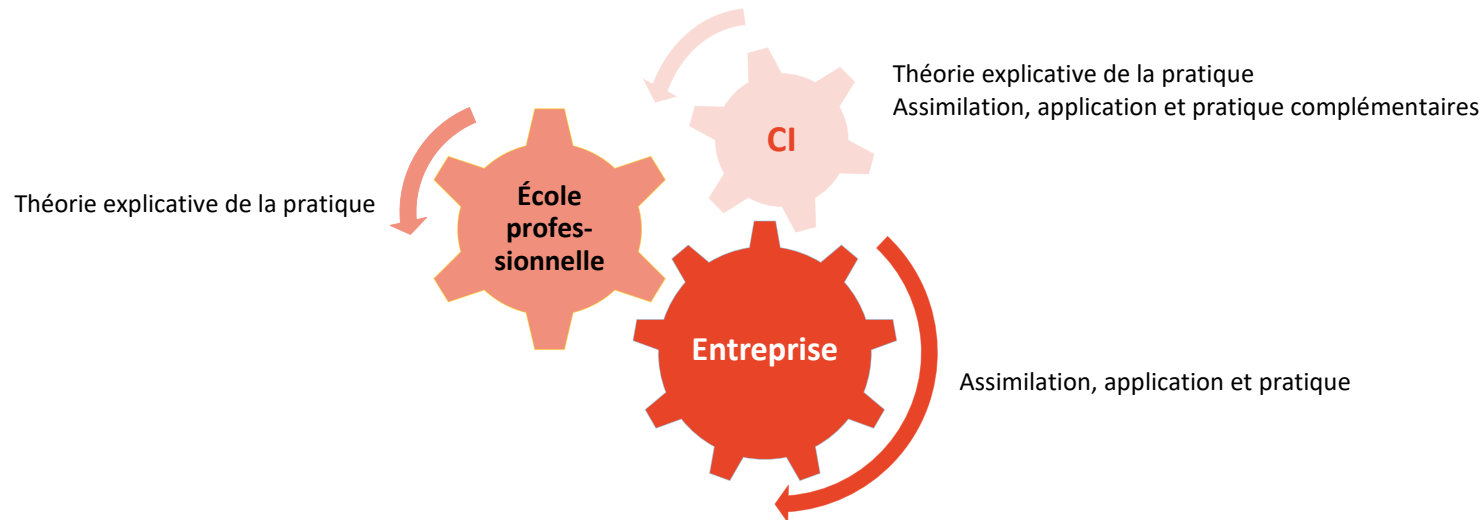 Théorie explicative de la pratique
Assimilation, application et pratique complémentaires
CI
École
profes-
sionnelle
Théorie explicative de la pratique
Entreprise
Assimilation, application et pratique